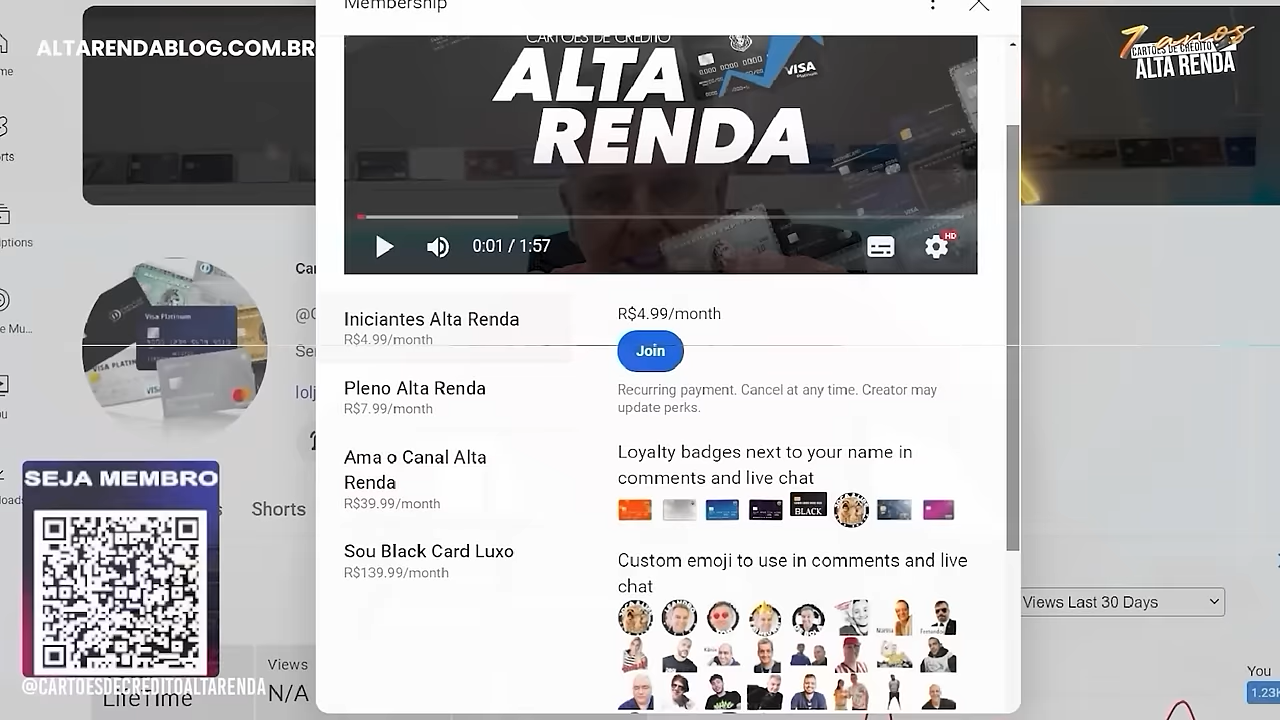 Membership
ALTARENDABLOG.COM.BR
7 anos
CARTÕES DE CRÉDITO
ALTA RENDA
CARTÕES DE CRÉDITO
ALTA
RENDA
VISA
Platinum
0:01 / 1:57
HD
Visa Platinum
Iniciantes Alta Renda
R$4.99/month
Pleno Alta Renda
R$7.99/month
Ama o Canal Alta
Renda
R$39.99/month
Sou Black Card Luxo
R$139.99/month
R$4.99/month
Join
Recurring payment. Cancel at any time. Creator may
update perks.
Loyalty badges next to your name in
comments and live chat
BLACK
Custom emoji to use in comments and live
chat
SEJA MEMBRO
Shorts
Views
N/A
LifeTime
@CARTOESDECREDITOALTARENDA
Views Last 30 Days
You
1.23K